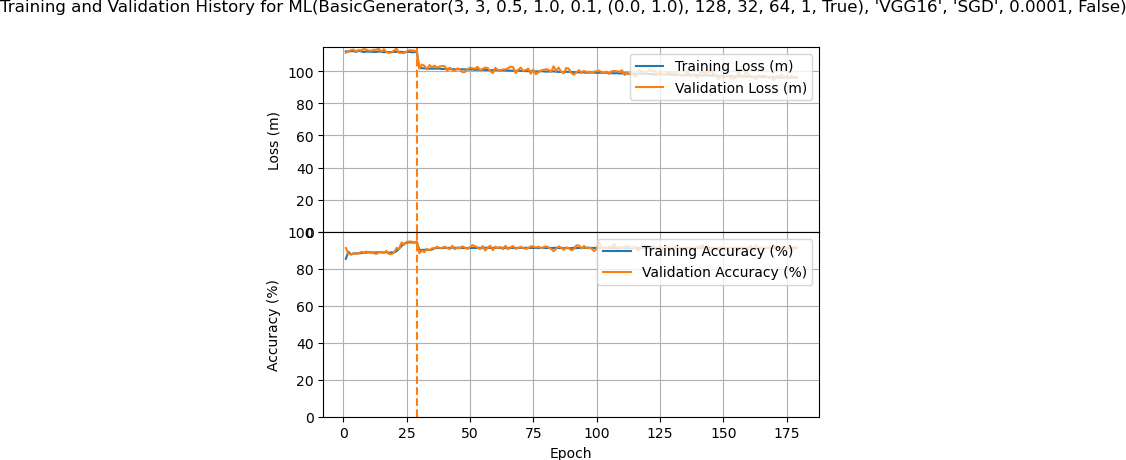 Training and Validation History for ML(BasicGenerator(3, 3, 0.5, 1.0, 0.1, (0.0, 1.0), 128, 32, 64, 1, True), 'VGG16', 'SGD', 0.0001, False)
100
80
60
40
20
0
Loss (m)
Training Loss (m)
Validation Loss (m)
100
80
60
40
20
0
Accuracy (%)
Training Accuracy (%)
Validation Accuracy (%)
0 25 50 75 100 125 150 175
Epoch